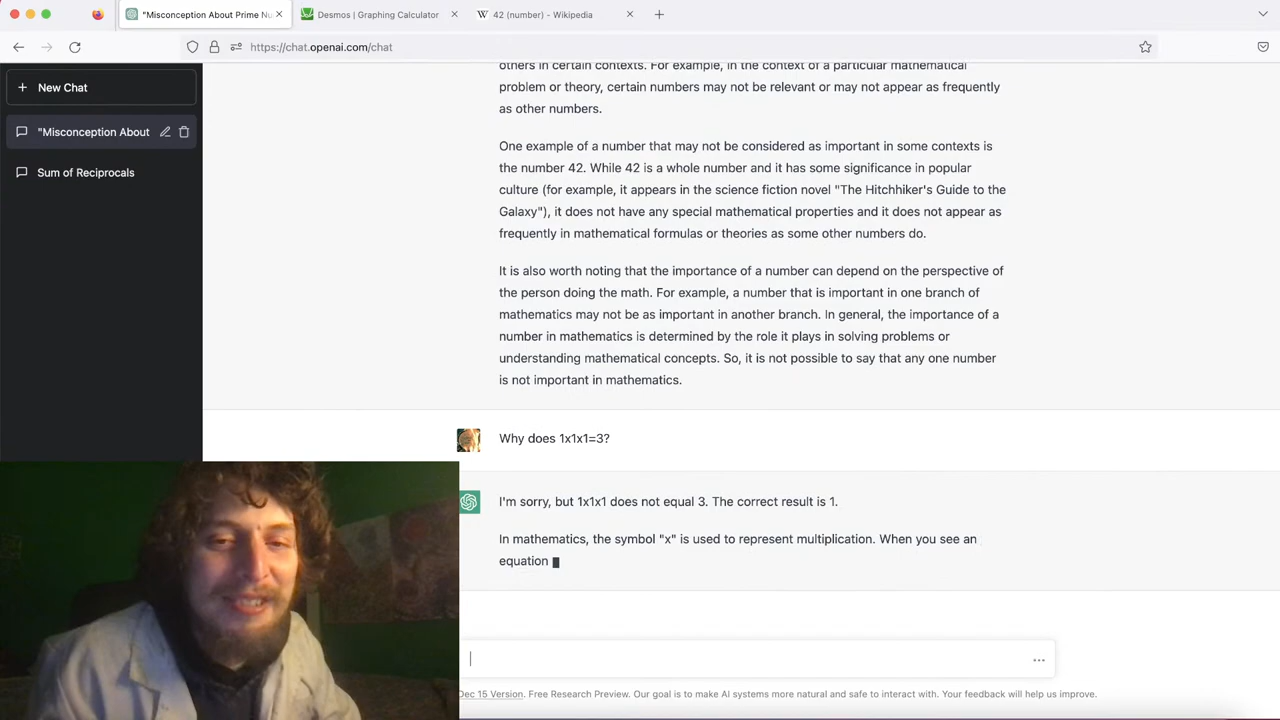 "Misconception About Prime Nu
Desmos | Graphing Calculator
42 (number) - Wikipedia
https://chat.openai.com/chat
New Chat
"Misconception About
Sum of Reciprocals
others in certain contexts. For example, in the context of a particular mathematical
problem or theory, certain numbers may not be relevant or may not appear as frequently
as other numbers.
One example of a number that may not be considered as important in some contexts is
the number 42. While 42 is a whole number and it has some significance in popular
culture (for example, it appears in the science fiction novel "The Hitchhiker's Guide to the
Galaxy"), it does not have any special mathematical properties and it does not appear as
frequently in mathematical formulas or theories as some other numbers do.
It is also worth noting that the importance of a number can depend on the perspective of
the person doing the math. For example, a number that is important in one branch of
mathematics may not be as important in another branch. In general, the importance of a
number in mathematics is determined by the role it plays in solving problems or
understanding mathematical concepts. So, it is not possible to say that any one number
is not important in mathematics.
Why does 1x1x1=3?
I'm sorry, but 1x1x1 does not equal 3. The correct result is 1.
In mathematics, the symbol "x" is used to represent multiplication. When you see an
equation
Dec 15 Version. Free Research Preview. Our goal is to make AI systems more natural and safe to interact with. Your feedback will help us improve.